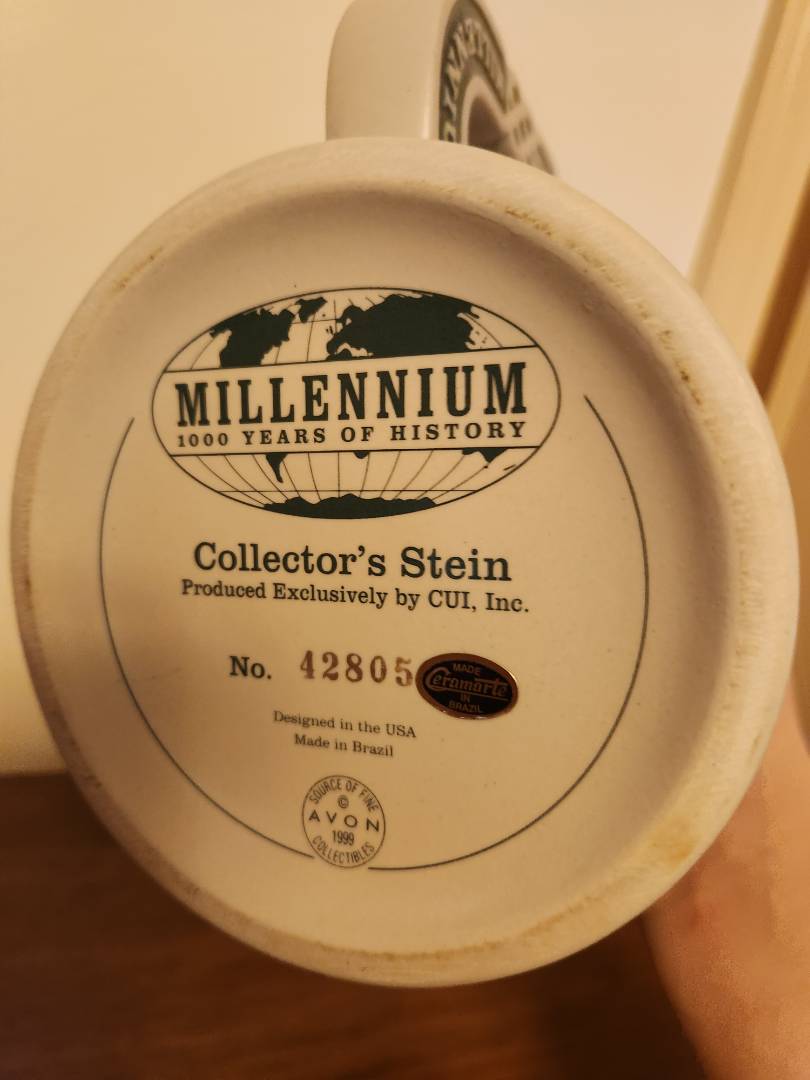 MILLENNIUM
1000 YEARS OF HISTORY
Collector's Stein
Produced Exclusively by CUI, Inc.
No. 42805
MADE
Ceramarte
IN
BRAZIL
Designed in the USA
Made in Brazil
SOURCE OF FINE
©
AVON
1999
COLLECTIBLES